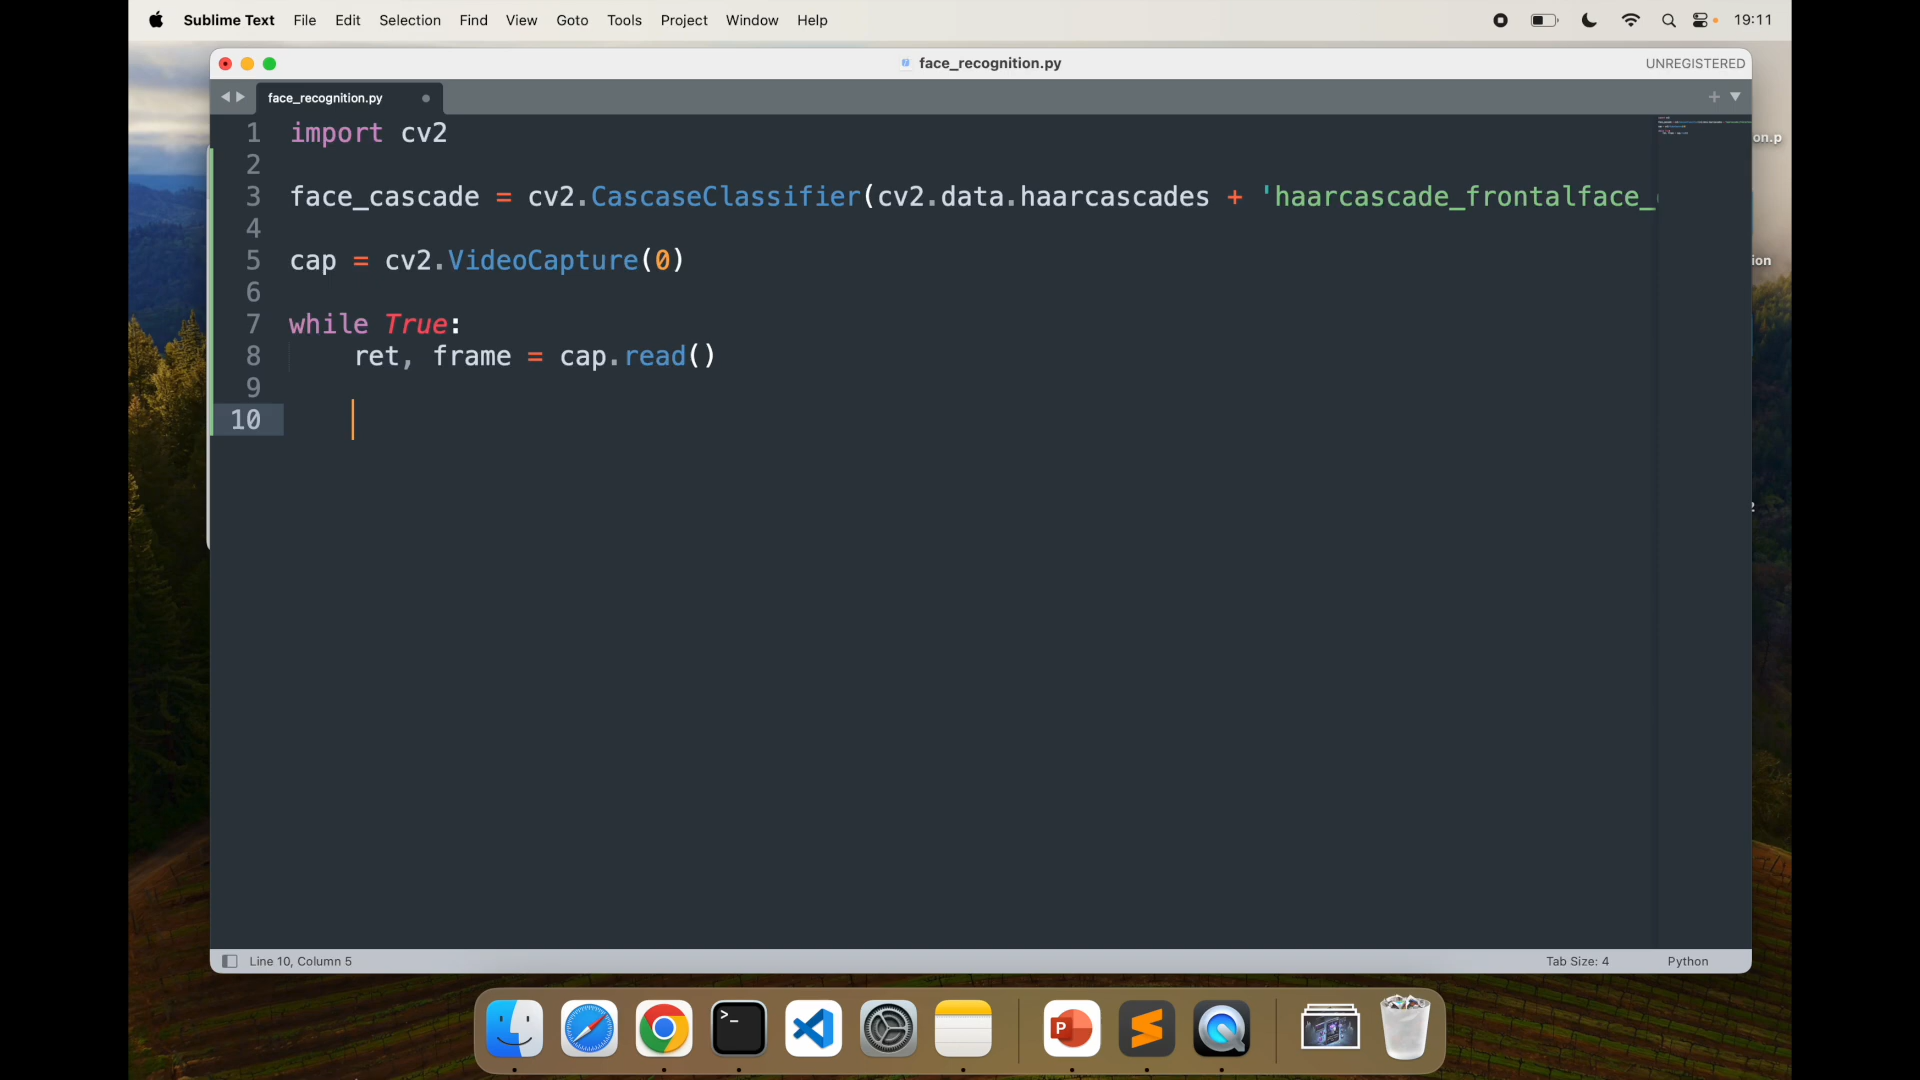 Sublime Text File Edit Selection Find View Goto Tools Project Window Help 19:11
face_recognition.py UNREGISTERED
face_recognition.py
on.p
ion
1 import cv2
2
3 face_cascade = cv2.CascaseClassifier(cv2.data.haarcascades + 'haarcascade_frontalface_
4
5 cap = cv2.VideoCapture(0)
6
7 while True:
8 ret, frame = cap.read()
9
10
Line 10, Column 5 Tab Size: 4 Python